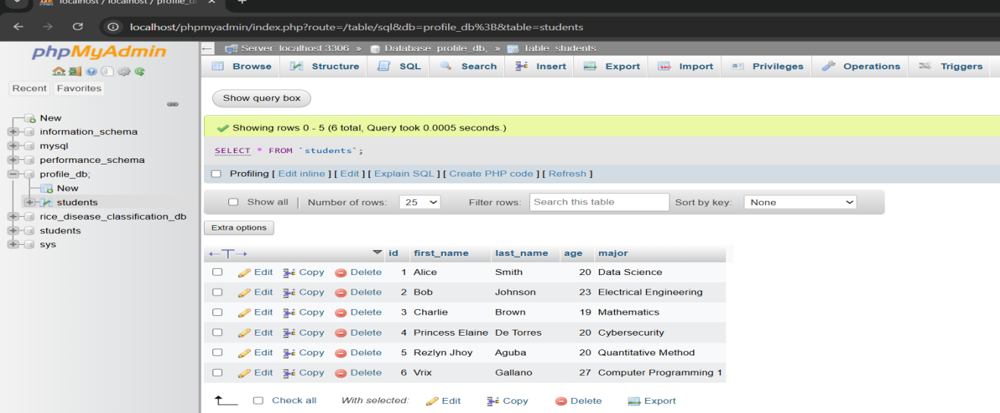 localhost / localhost / profile_d
localhost/phpmyadmin/index.php?route=/table/sql&db=profile_db%3B&table=students
phpMyAdmin
Recent Favorites
New
information_schema
mysql
performance_schema
profile_db;
New
students
rice_disease_classification_db
students
sys
Server: localhost:3306 » Database: profile_db; » Table: students
Browse Structure SQL Search Insert Export Import Privileges Operations Triggers
Show query box
Showing rows 0 - 5 (6 total, Query took 0.0005 seconds.)
SELECT * FROM `students`;
Profiling [ Edit inline ] [ Edit ] [ Explain SQL ] [ Create PHP code ] [ Refresh ]
Show all | Number of rows: 25 Filter rows: Search this table Sort by key: None
Extra options
←T→ id first_name last_name age major
Edit Copy Delete 1 Alice Smith 20 Data Science
Edit Copy Delete 2 Bob Johnson 23 Electrical Engineering
Edit Copy Delete 3 Charlie Brown 19 Mathematics
Edit Copy Delete 4 Princess Elaine De Torres 20 Cybersecurity
Edit Copy Delete 5 Rezlyn Jhoy Aguba 20 Quantitative Method
Edit Copy Delete 6 Vrix Gallano 27 Computer Programming 1
Check all With selected: Edit Copy Delete Export